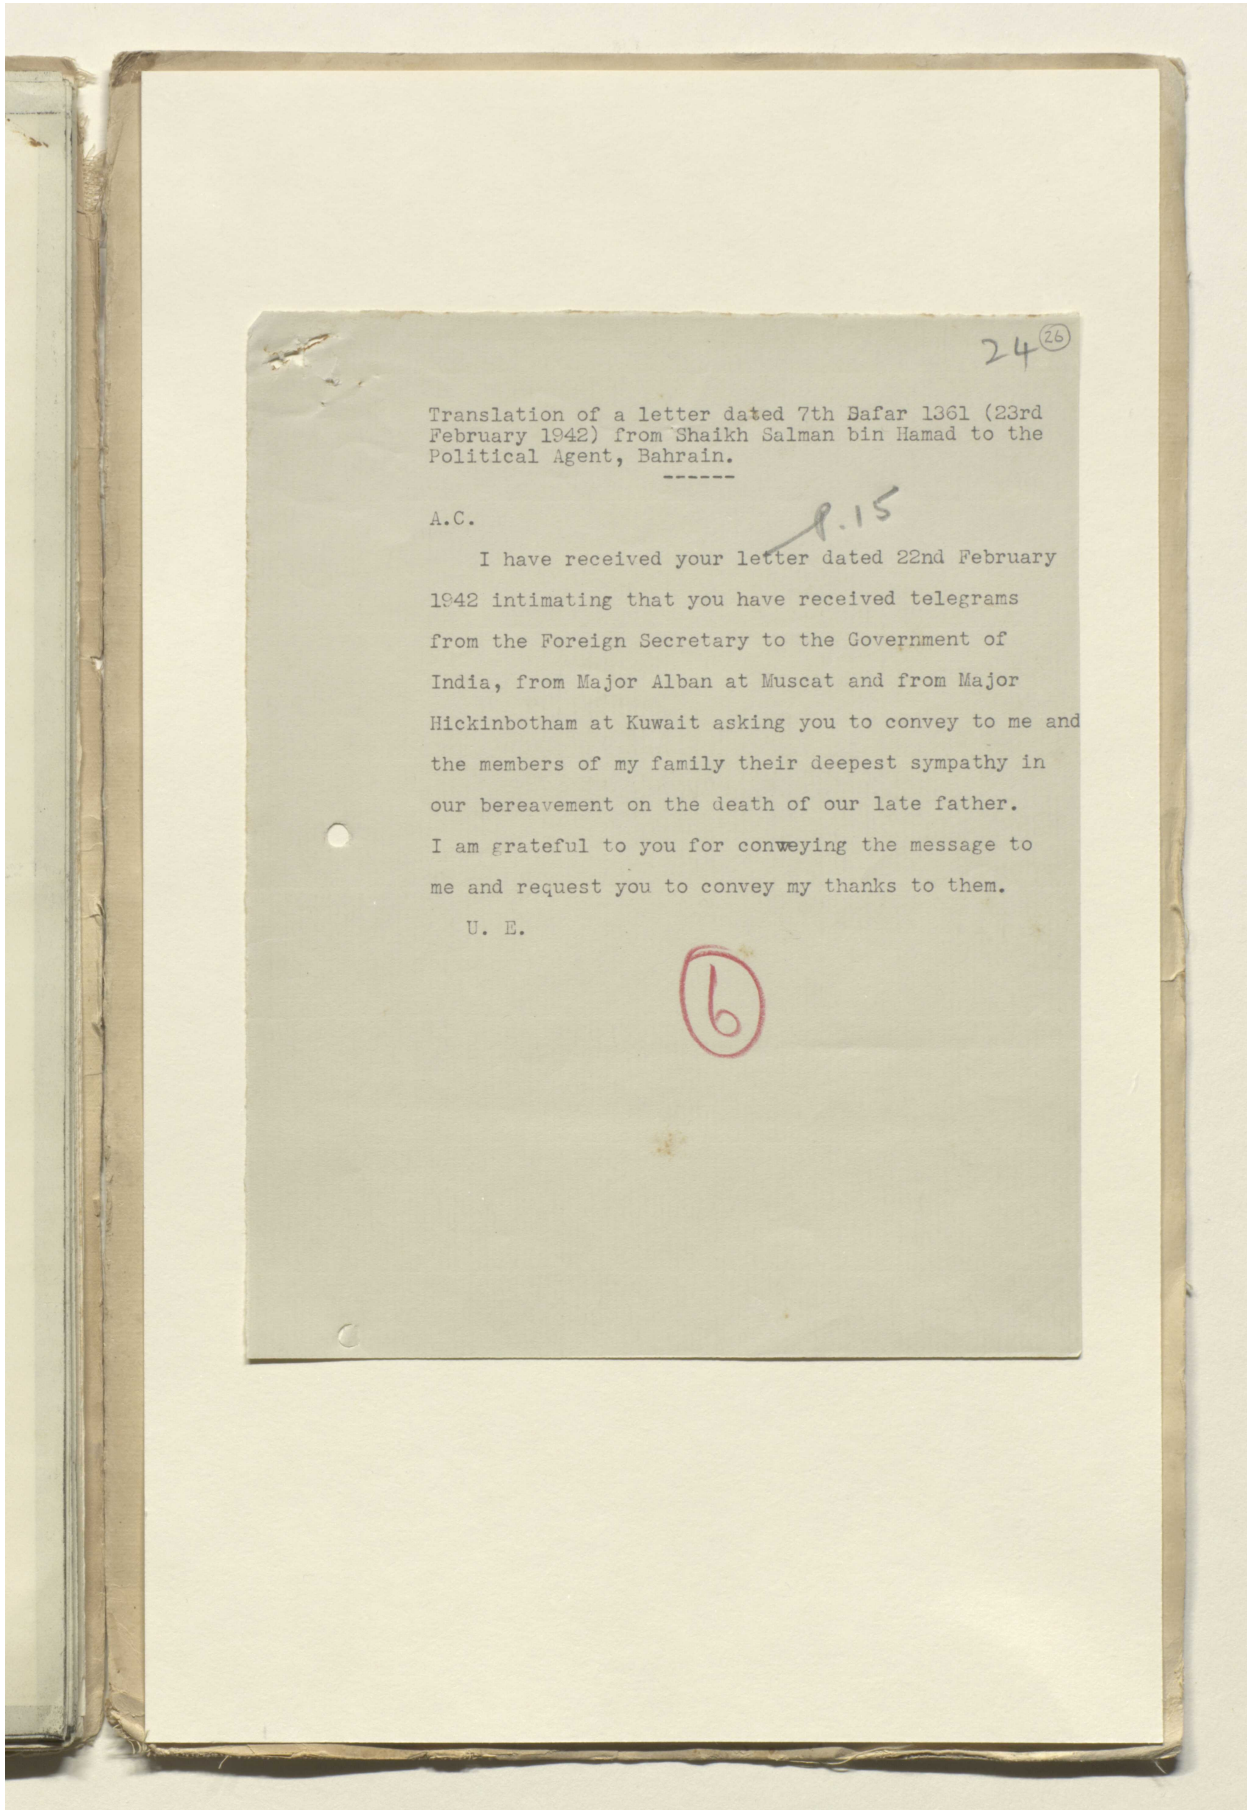 24 26
Translation of a letter dated 7th Safar 1361 (23rd
February 1942) from Shaikh Salman bin Hamad to the
Political Agent, Bahrain.
------
A.C.
P.15
I have received your letter dated 22nd February
1942 intimating that you have received telegrams
from the Foreign Secretary to the Government of
India, from Major Alban at Muscat and from Major
Hickinbotham at Kuwait asking you to convey to me and
the members of my family their deepest sympathy in
our bereavement on the death of our late father.
I am grateful to you for conveying the message to
me and request you to convey my thanks to them.
U. E.
6